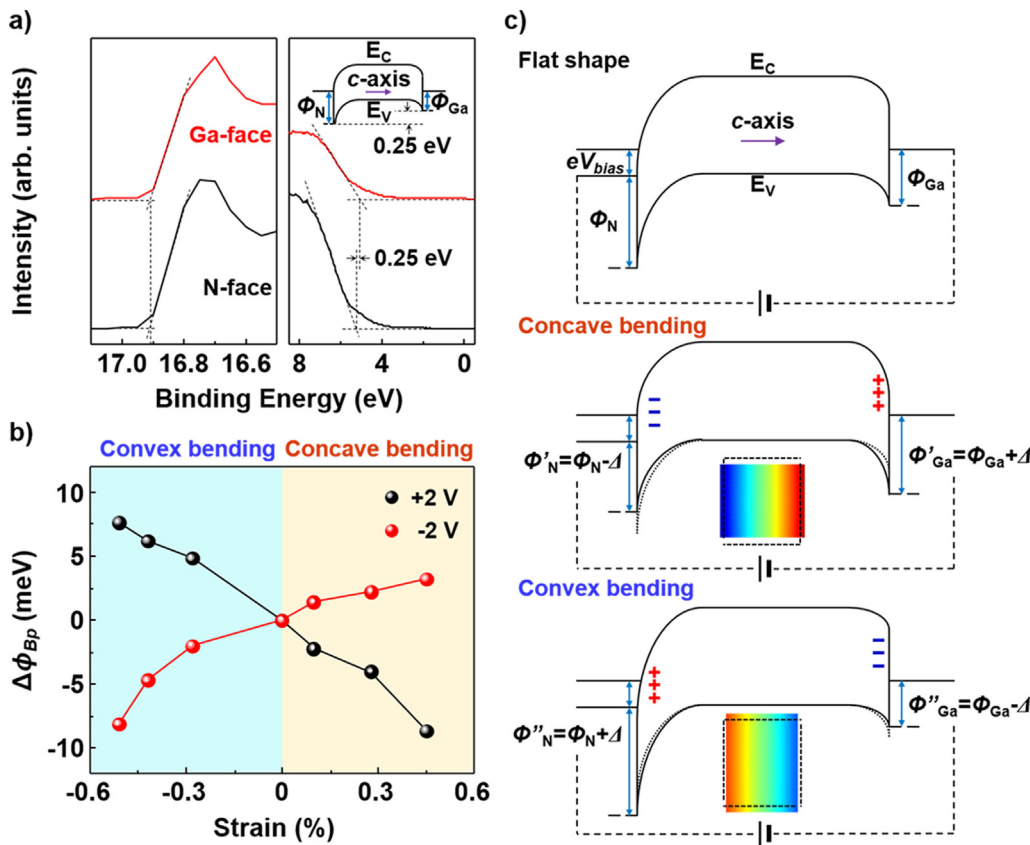 a)
Intensity (arb. units)
Ga-face
N-face
17.0 16.8 16.6
8 4 0
Binding Energy (eV)
E_C
c-axis
E_V
Φ_N
Φ_Ga
0.25 eV
0.25 eV
b)
Convex bending Concave bending
+2 V
-2 V
10
5
0
-5
-10
Δϕ_Bp (meV)
-0.6 -0.3 0 0.3 0.6
Strain (%)
c)
Flat shape
E_C
c-axis
eV_bias
E_V
Φ_Ga
Φ_N
Concave bending
Φ'_N=Φ_N-Δ
Φ'_Ga=Φ_Ga+Δ
Convex bending
Φ''_N=Φ_N+Δ
Φ''_Ga=Φ_Ga-Δ